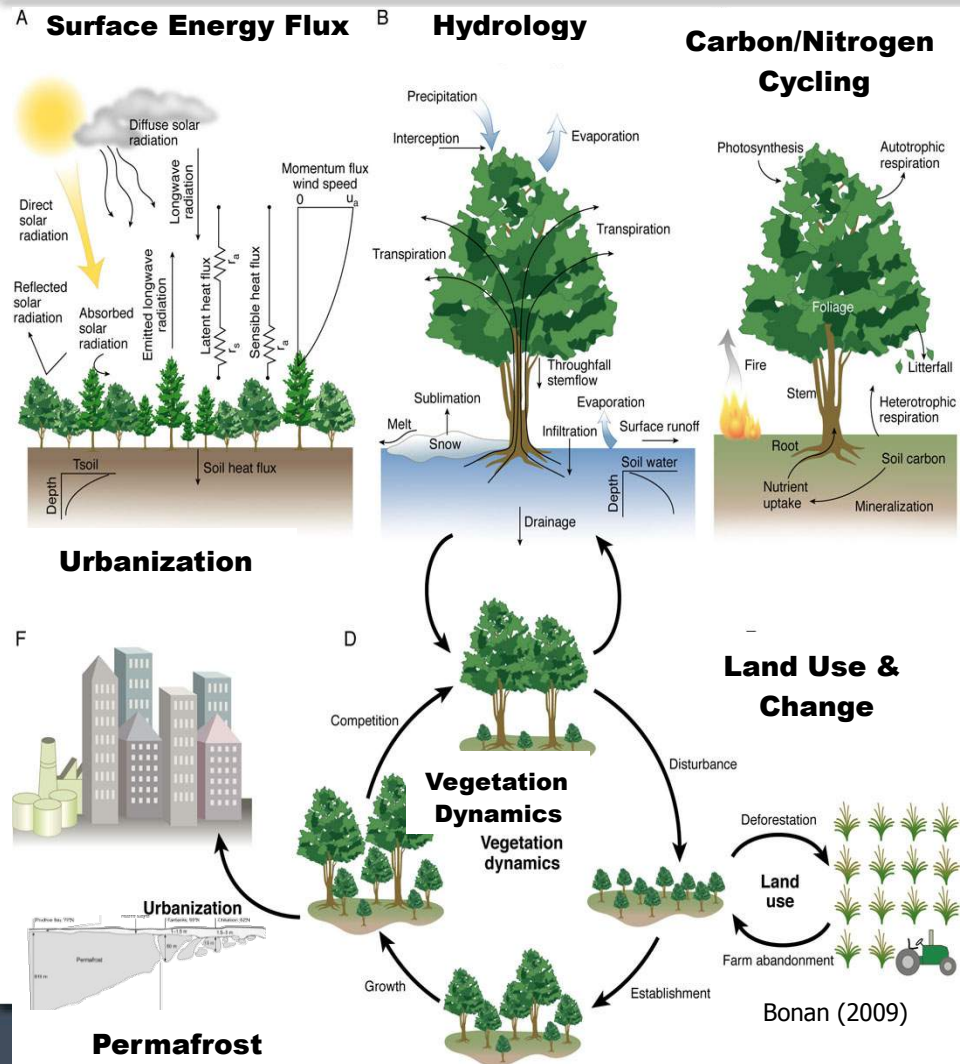 A
Surface Energy Flux
B
Hydrology
Carbon/Nitrogen
Cycling
Diffuse solar
radiation
Direct
solar
radiation
Reflected
solar
radiation
Absorbed
solar
radiation
Longwave
radiation
Emitted longwave
radiation
Latent heat flux
r_a
r_s
Sensible heat flux
r_a
Momentum flux
wind speed
0
u_a
Tsoil
Depth
Soil heat flux
Precipitation
Interception
Evaporation
Transpiration
Transpiration
Throughfall
stemflow
Sublimation
Melt
Snow
Evaporation
Infiltration
Surface runoff
Soil water
Depth
Drainage
Photosynthesis
Autotrophic
respiration
Foliage
Fire
Stem
Litterfall
Heterotrophic
respiration
Root
Soil carbon
Nutrient
uptake
Mineralization
Urbanization
F
D
Land Use &
Change
Competition
Vegetation
Dynamics
Vegetation
dynamics
Disturbance
Deforestation
Land
use
Farm abandonment
Establishment
Growth
Urbanization
Permafrost
Permafrost
Bonan (2009)